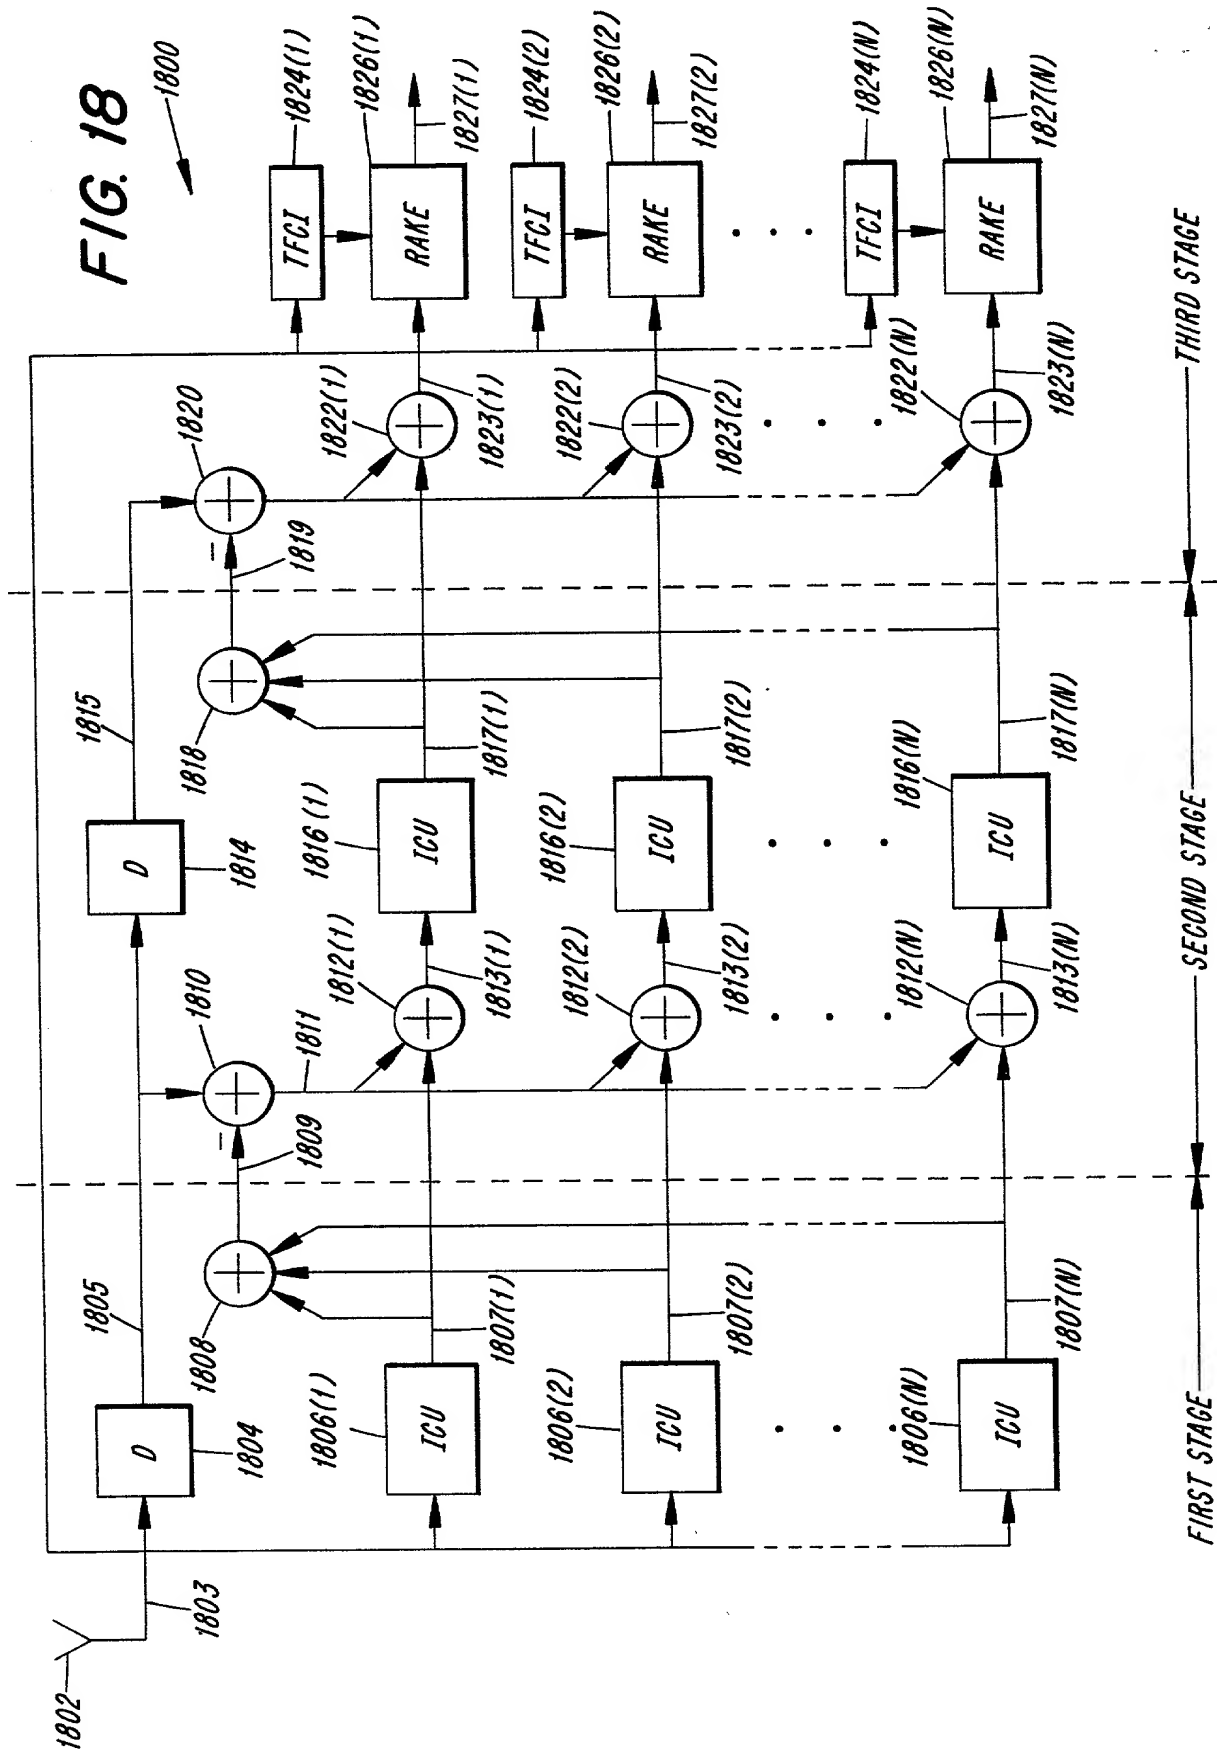 FIG. 18
1800
1802
1803
1804
D
1805
1814
D
1815
1808
1809
1810
1811
1818
1819
1820
1806(1)
ICU
1807(1)
1812(1)
1813(1)
1816(1)
ICU
1817(1)
1822(1)
1823(1)
TFCI
1824(1)
RAKE
1826(1)
1827(1)
1806(2)
ICU
1807(2)
1812(2)
1813(2)
1816(2)
ICU
1817(2)
1822(2)
1823(2)
TFCI
1824(2)
RAKE
1826(2)
1827(2)
1806(N)
ICU
1807(N)
1812(N)
1813(N)
1816(N)
ICU
1817(N)
1822(N)
1823(N)
TFCI
1824(N)
RAKE
1826(N)
1827(N)
FIRST STAGE
SECOND STAGE
THIRD STAGE